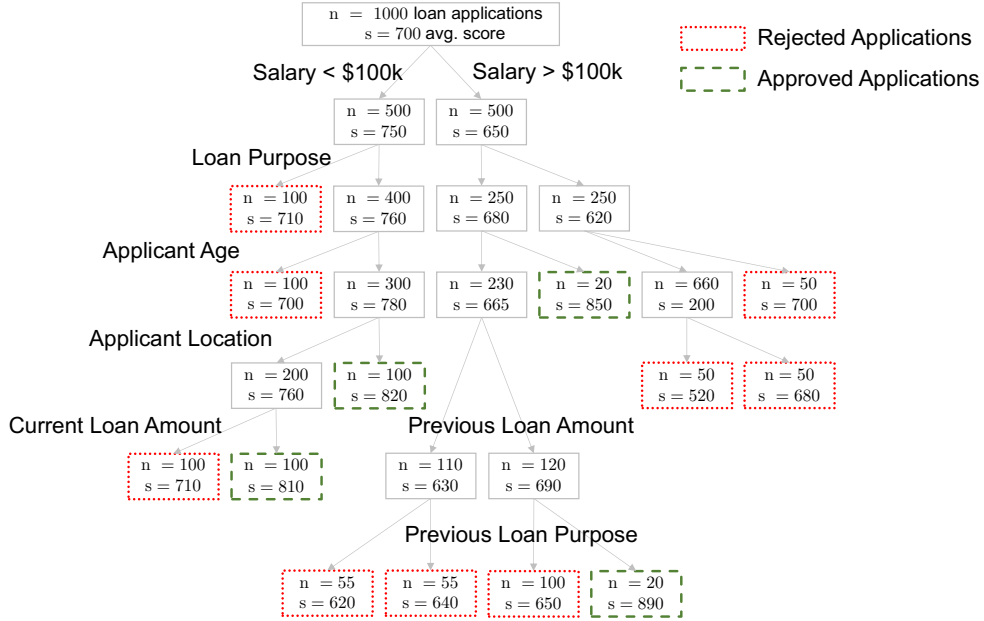 n = 1000 loan applications
s = 700 avg. score
Rejected Applications
Approved Applications
Salary < $100k
Salary > $100k
n = 500
s = 750
n = 500
s = 650
Loan Purpose
n = 100
s = 710
n = 400
s = 760
n = 250
s = 680
n = 250
s = 620
Applicant Age
n = 100
s = 700
n = 300
s = 780
n = 230
s = 665
n = 20
s = 850
n = 660
s = 200
n = 50
s = 700
Applicant Location
n = 200
s = 760
n = 100
s = 820
n = 50
s = 520
n = 50
s = 680
Current Loan Amount
Previous Loan Amount
n = 100
s = 710
n = 100
s = 810
n = 110
s = 630
n = 120
s = 690
Previous Loan Purpose
n = 55
s = 620
n = 55
s = 640
n = 100
s = 650
n = 20
s = 890